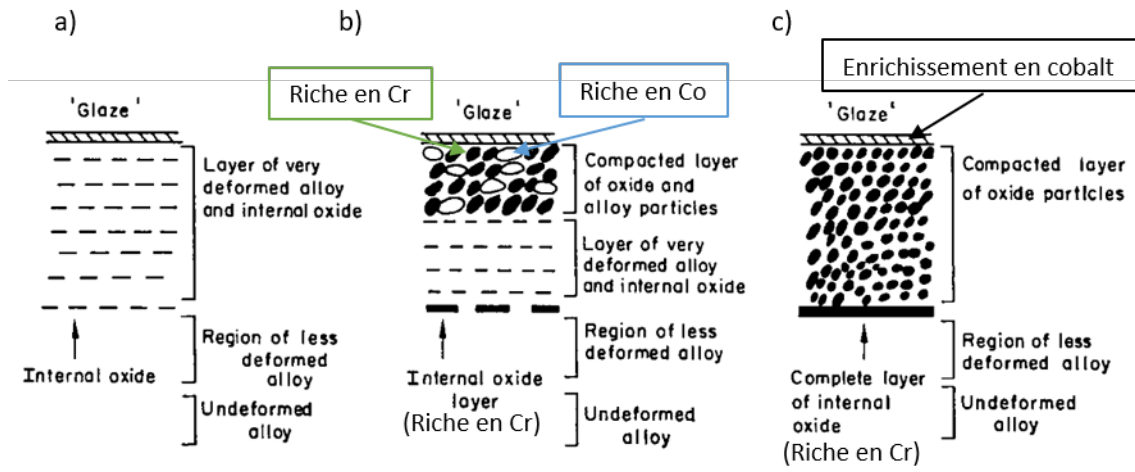 a)
'Glaze'
Layer of very
deformed alloy
and internal oxide
Internal oxide
Region of less
deformed
alloy
Undeformed
alloy
b)
Riche en Cr
Riche en Co
'Glaze'
Compacted layer
of oxide and
alloy particles
Layer of very
deformed alloy
and internal oxide
Internal oxide
layer
(Riche en Cr)
Region of less
deformed alloy
Undeformed
alloy
c)
Enrichissement en cobalt
'Glaze'
Compacted layer
of oxide particles
Complete layer
of internal
oxide
(Riche en Cr)
Region of less
deformed alloy
Undeformed
alloy